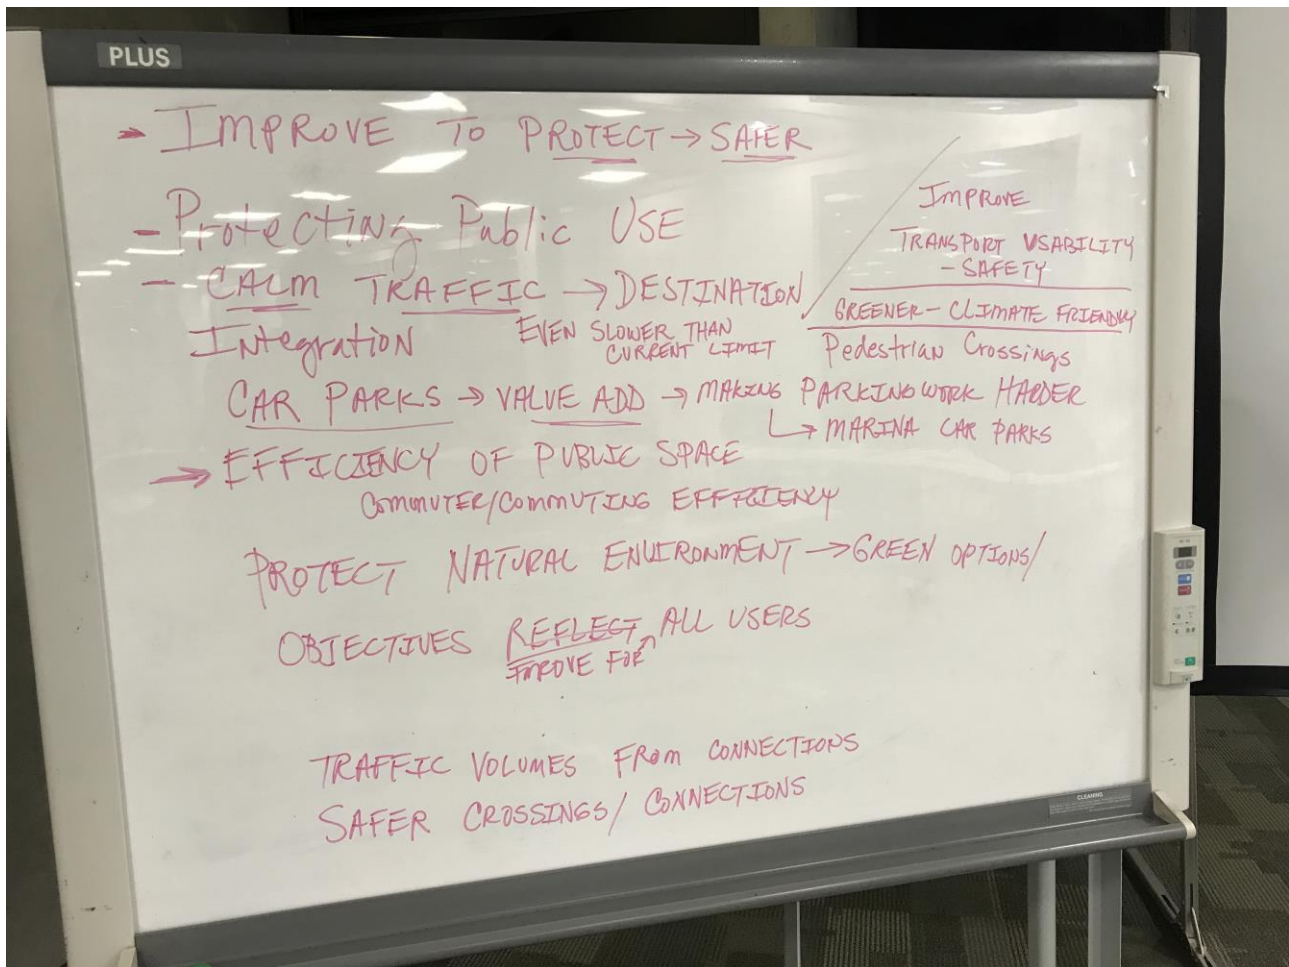 PLUS
- IMPROVE TO PROTECT → SAFER
- Protecting Public USE
- CALM TRAFFIC → DESTINATION
EVEN SLOWER THAN
CURRENT LIMIT
Integration
IMPROVE
TRANSPORT USABILITY
- SAFETY
GREENER - CLIMATE FRIENDLY
Pedestrian Crossings
CAR PARKS → VALUE ADD → MAKING PARKING WORK HARDER
→ MARINA CAR PARKS
→ EFFICIENCY OF PUBLIC SPACE
COMMUTER/COMMUTING EFFICIENCY
PROTECT NATURAL ENVIRONMENT → GREEN OPTIONS/
OBJECTIVES REFLECT ALL USERS
IMPROVE FOR
TRAFFIC VOLUMES FROM CONNECTIONS
SAFER CROSSINGS/ CONNECTIONS
CLEANING